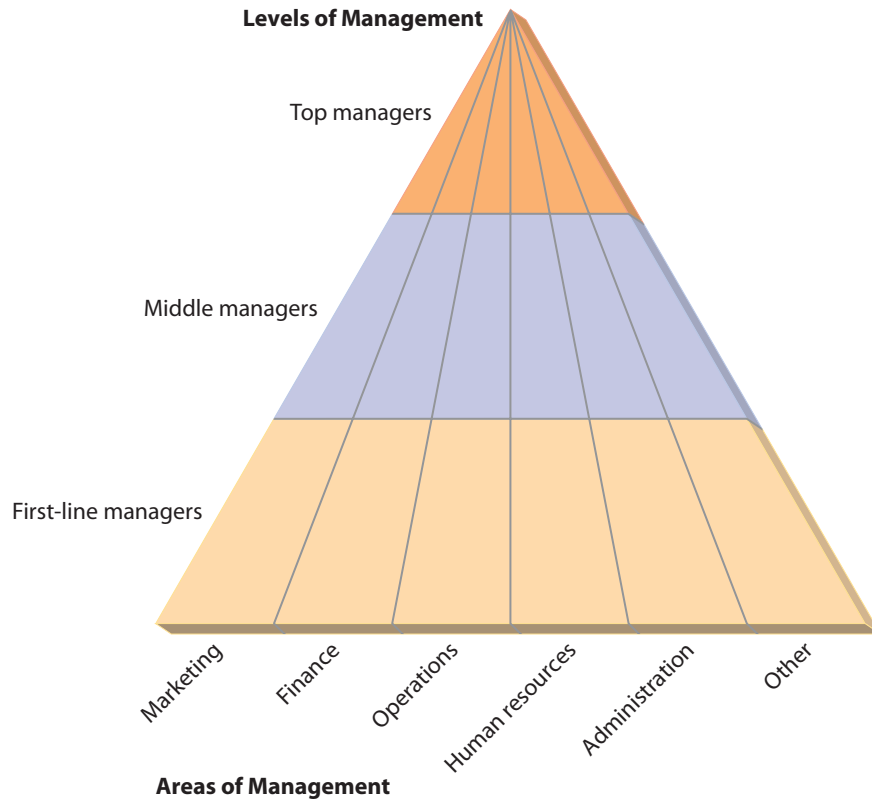 Levels of Management
Top managers
Middle managers
First-line managers
Marketing
Finance
Operations
Human resources
Administration
Other
Areas of Management